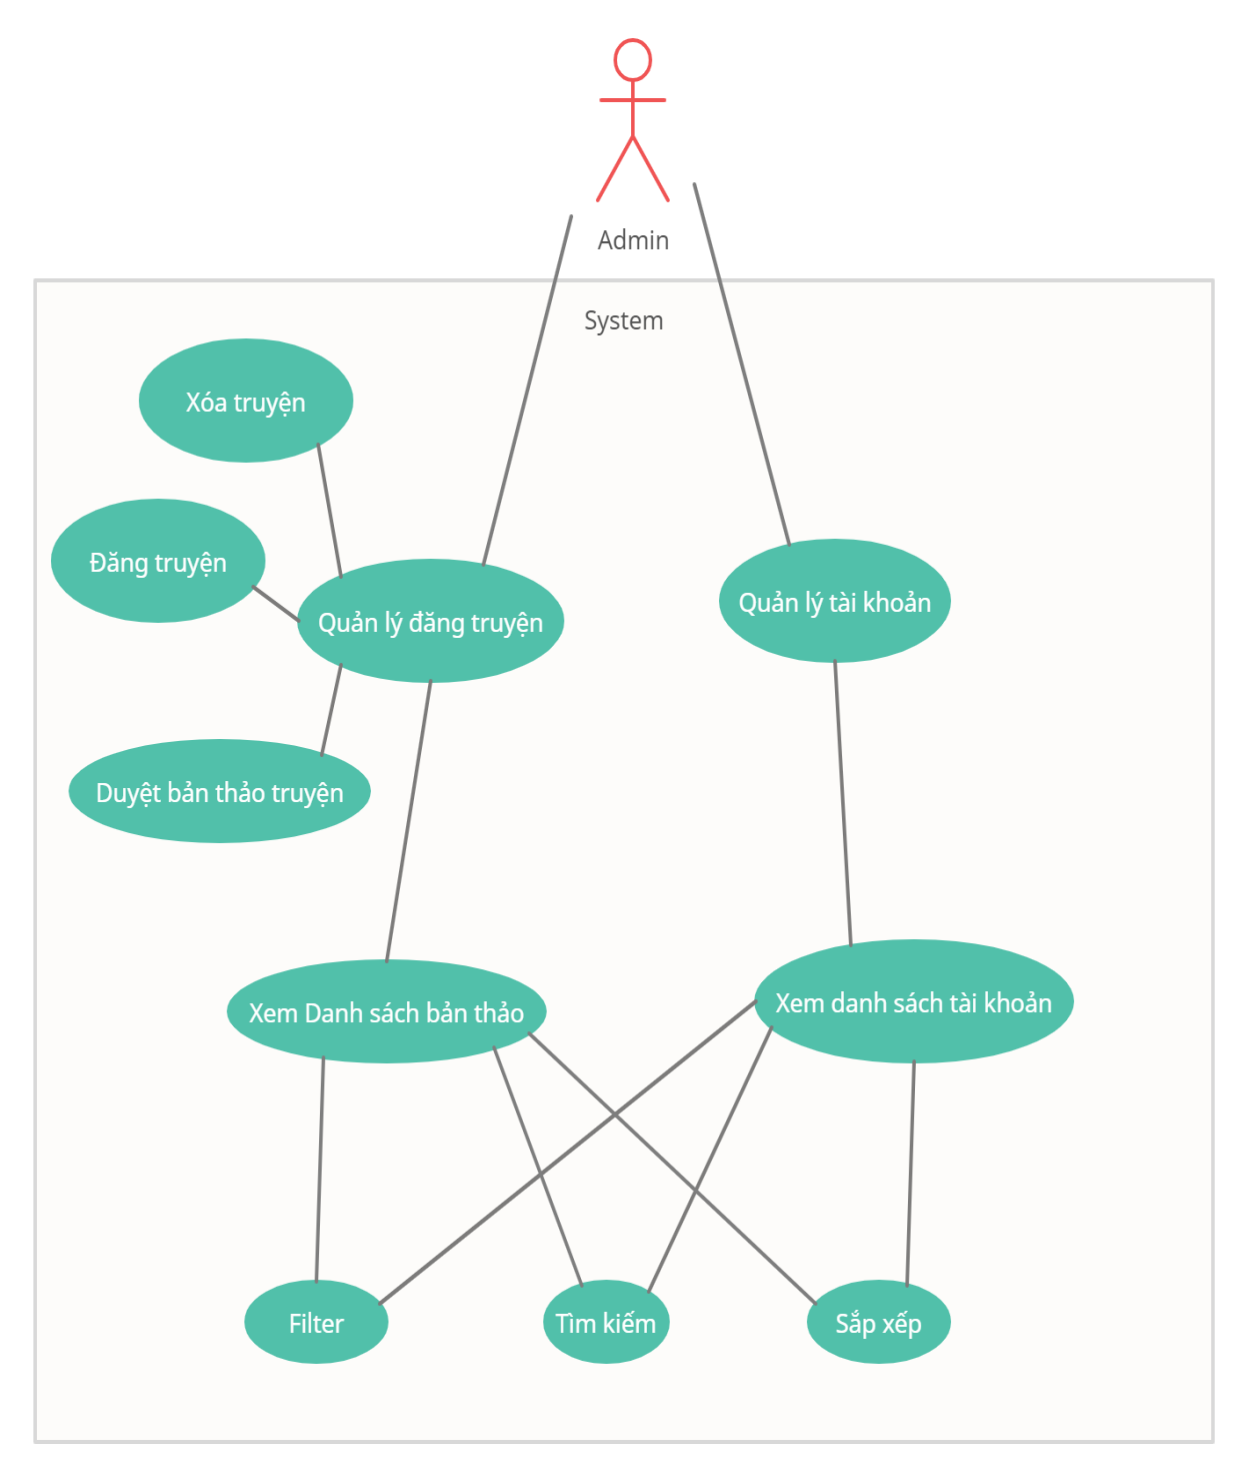 Admin
System
Xóa truyện
Đăng truyện
Quản lý đăng truyện
Quản lý tài khoản
Duyệt bản thảo truyện
Xem Danh sách bản thảo
Xem danh sách tài khoản
Filter
Tìm kiếm
Sắp xếp